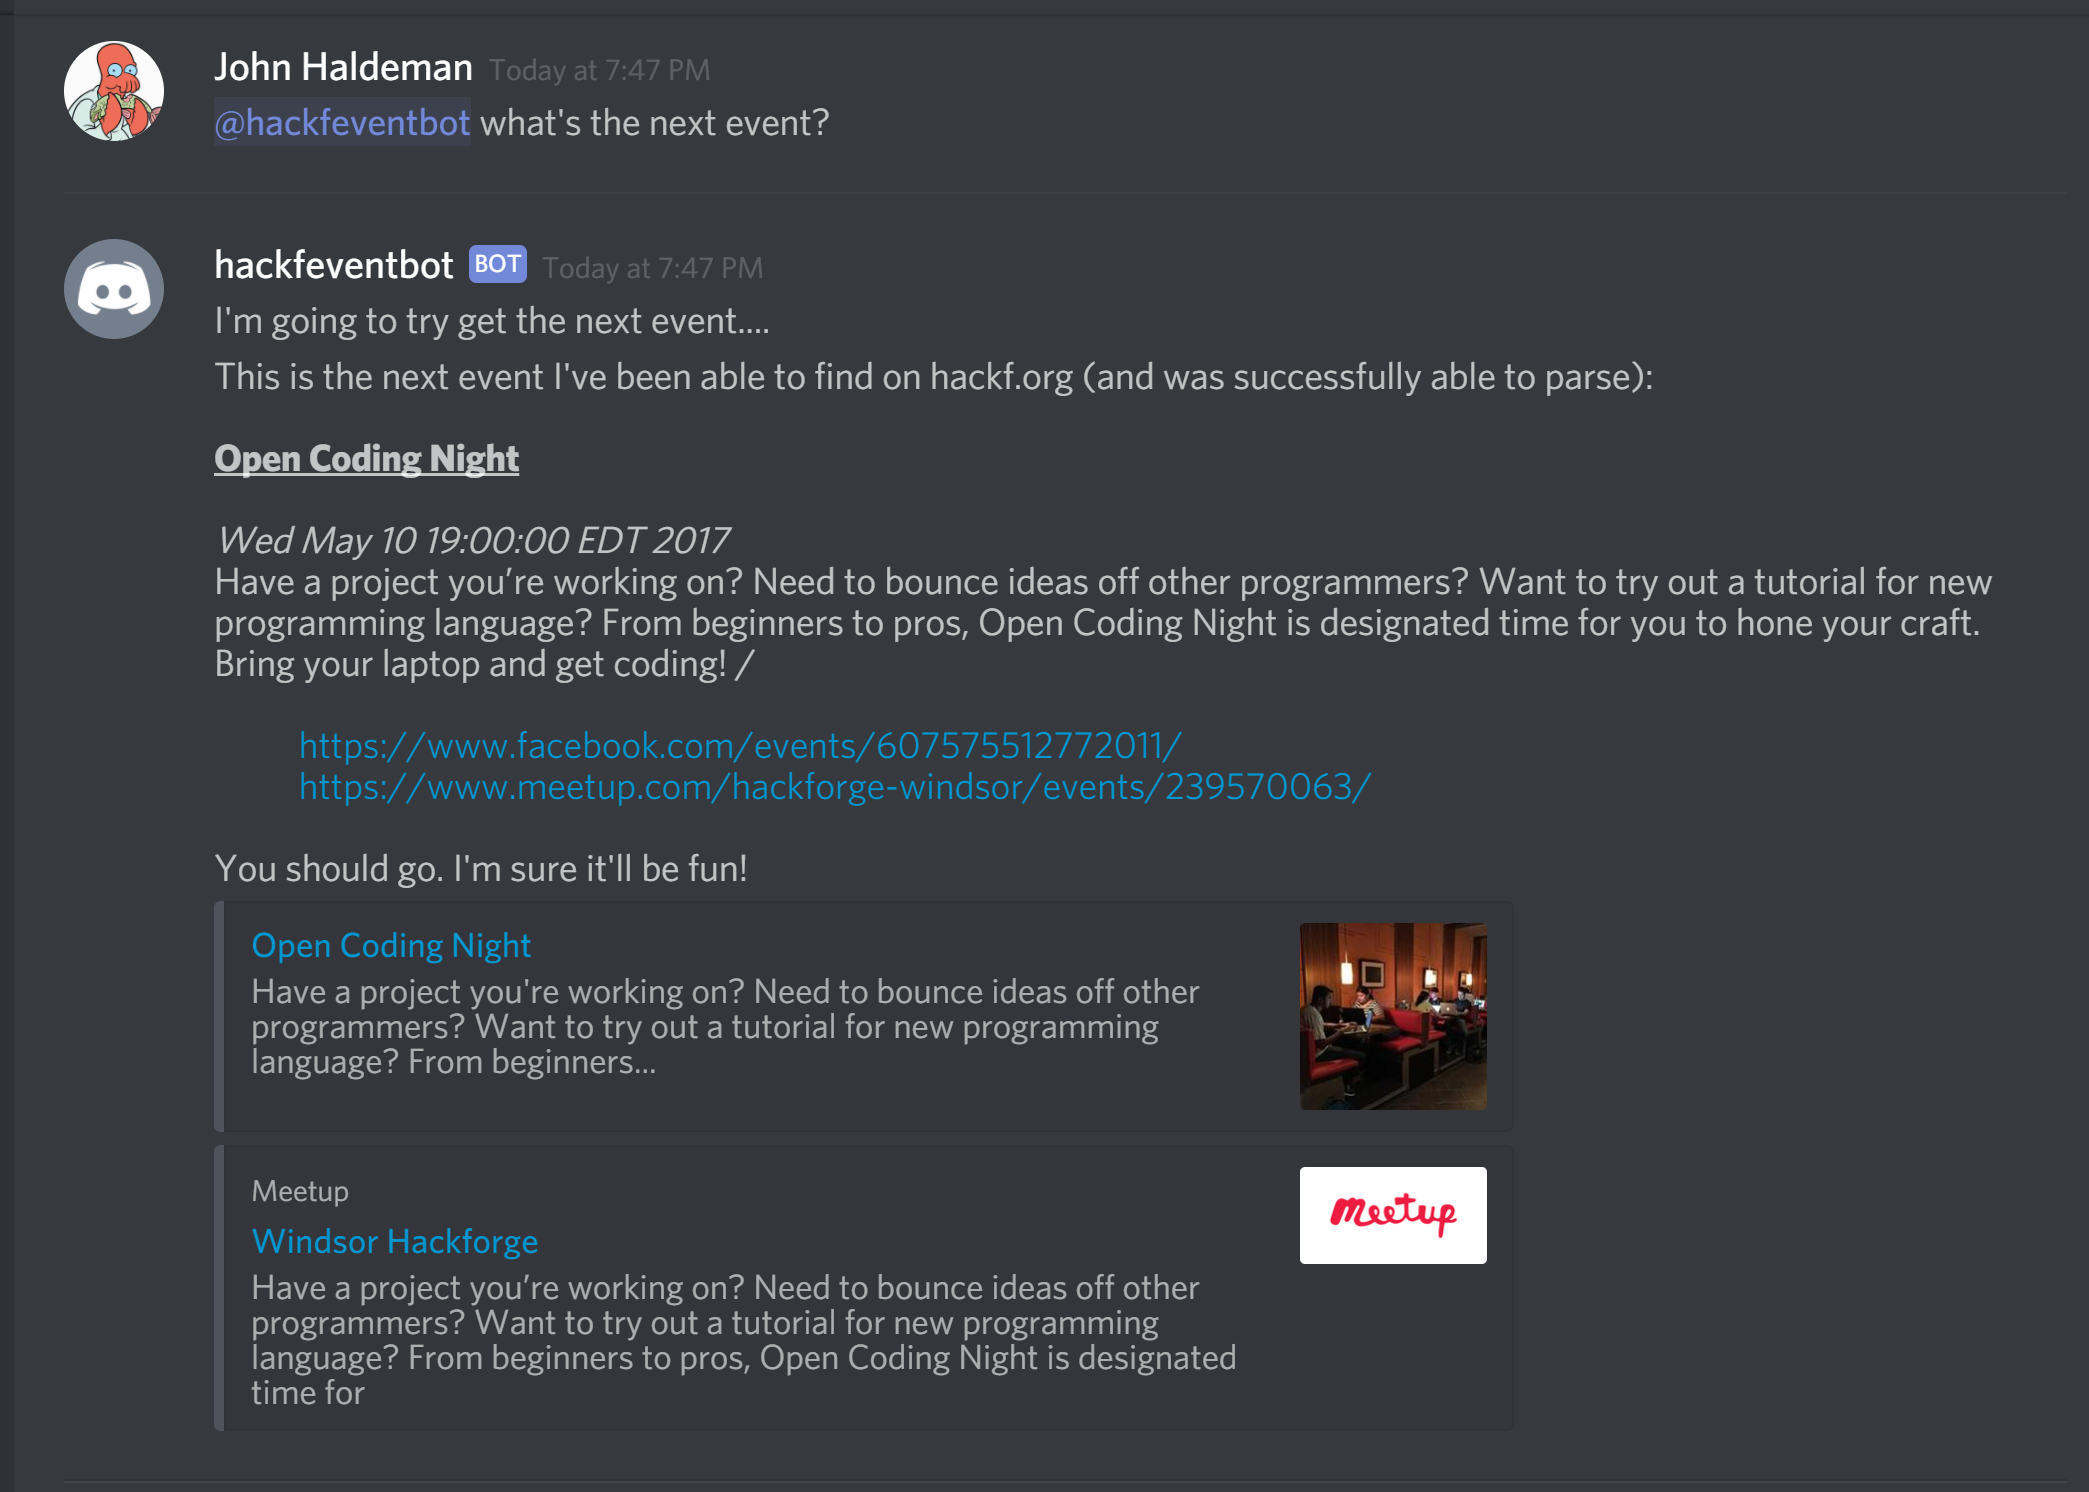 John Haldeman Today at 7:47 PM
@hackfeventbot what's the next event?
hackfeventbot BOT Today at 7:47 PM
I'm going to try get the next event....
This is the next event I've been able to find on hackf.org (and was successfully able to parse):
Open Coding Night
Wed May 10 19:00:00 EDT 2017
Have a project you’re working on? Need to bounce ideas off other programmers? Want to try out a tutorial for new
programming language? From beginners to pros, Open Coding Night is designated time for you to hone your craft.
Bring your laptop and get coding! /
https://www.facebook.com/events/607575512772011/
https://www.meetup.com/hackforge-windsor/events/239570063/
You should go. I'm sure it'll be fun!
Open Coding Night
Have a project you're working on? Need to bounce ideas off other
programmers? Want to try out a tutorial for new programming
language? From beginners...
Meetup
meetup
Windsor Hackforge
Have a project you’re working on? Need to bounce ideas off other
programmers? Want to try out a tutorial for new programming
language? From beginners to pros, Open Coding Night is designated
time for